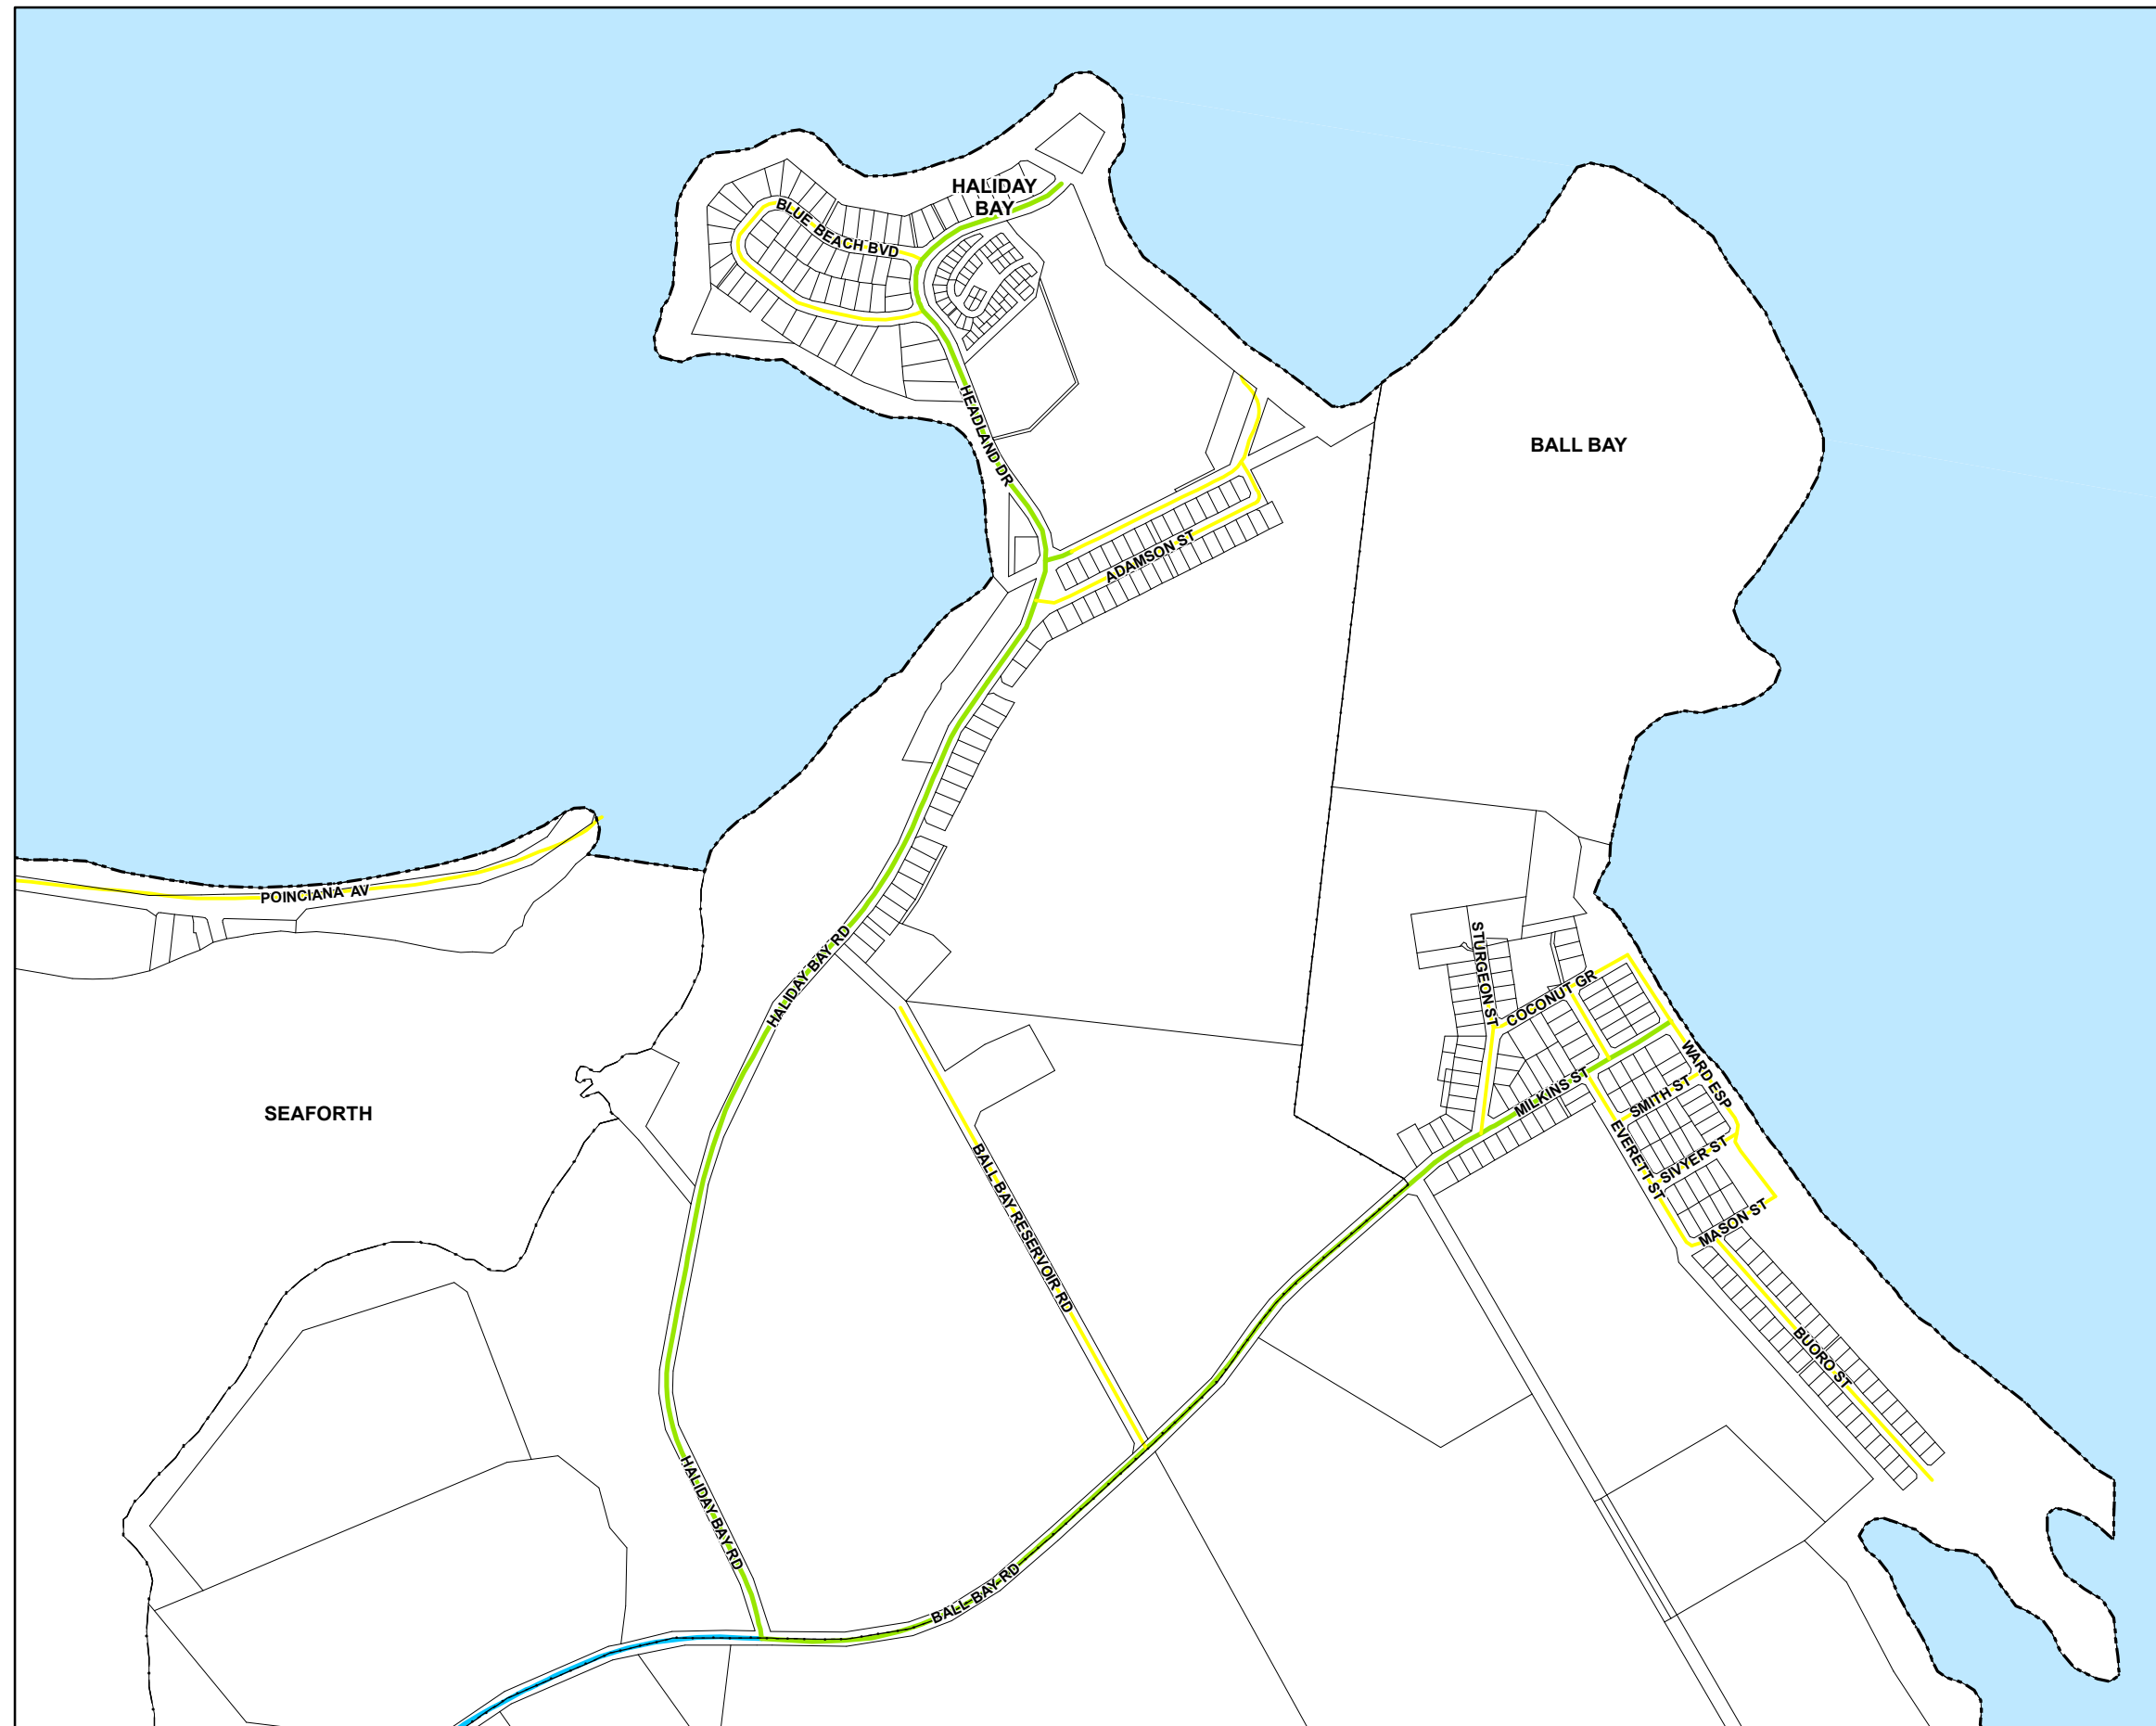 HALIDAY
BAY
BLUE BEACH BVD
HEADLAND DR
BALL BAY
ADAMSON ST
POINCIANA AV
HALIDAY BAY RD
STURGEON ST
COCONUT GR
WARD ESP
MILKINS ST
SMITH ST
SEAFORTH
EVERETT ST
SIVYER ST
BALL BAY RESERVOIR RD
MASON ST
BUORO ST
HALIDAY BAY RD
BALL BAY RD